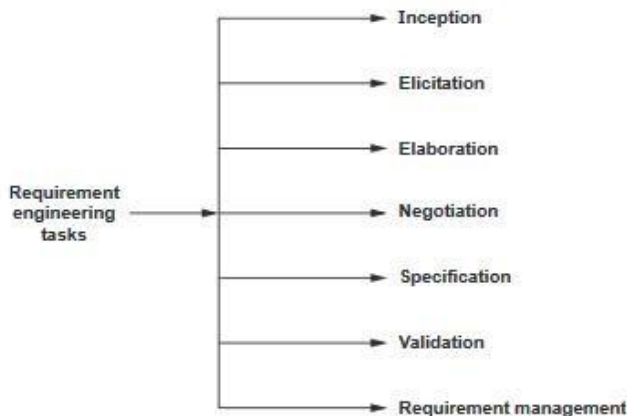 Inception
Elicitation
Elaboration
Requirement
engineering
tasks
Negotiation
Specification
Validation
Requirement management